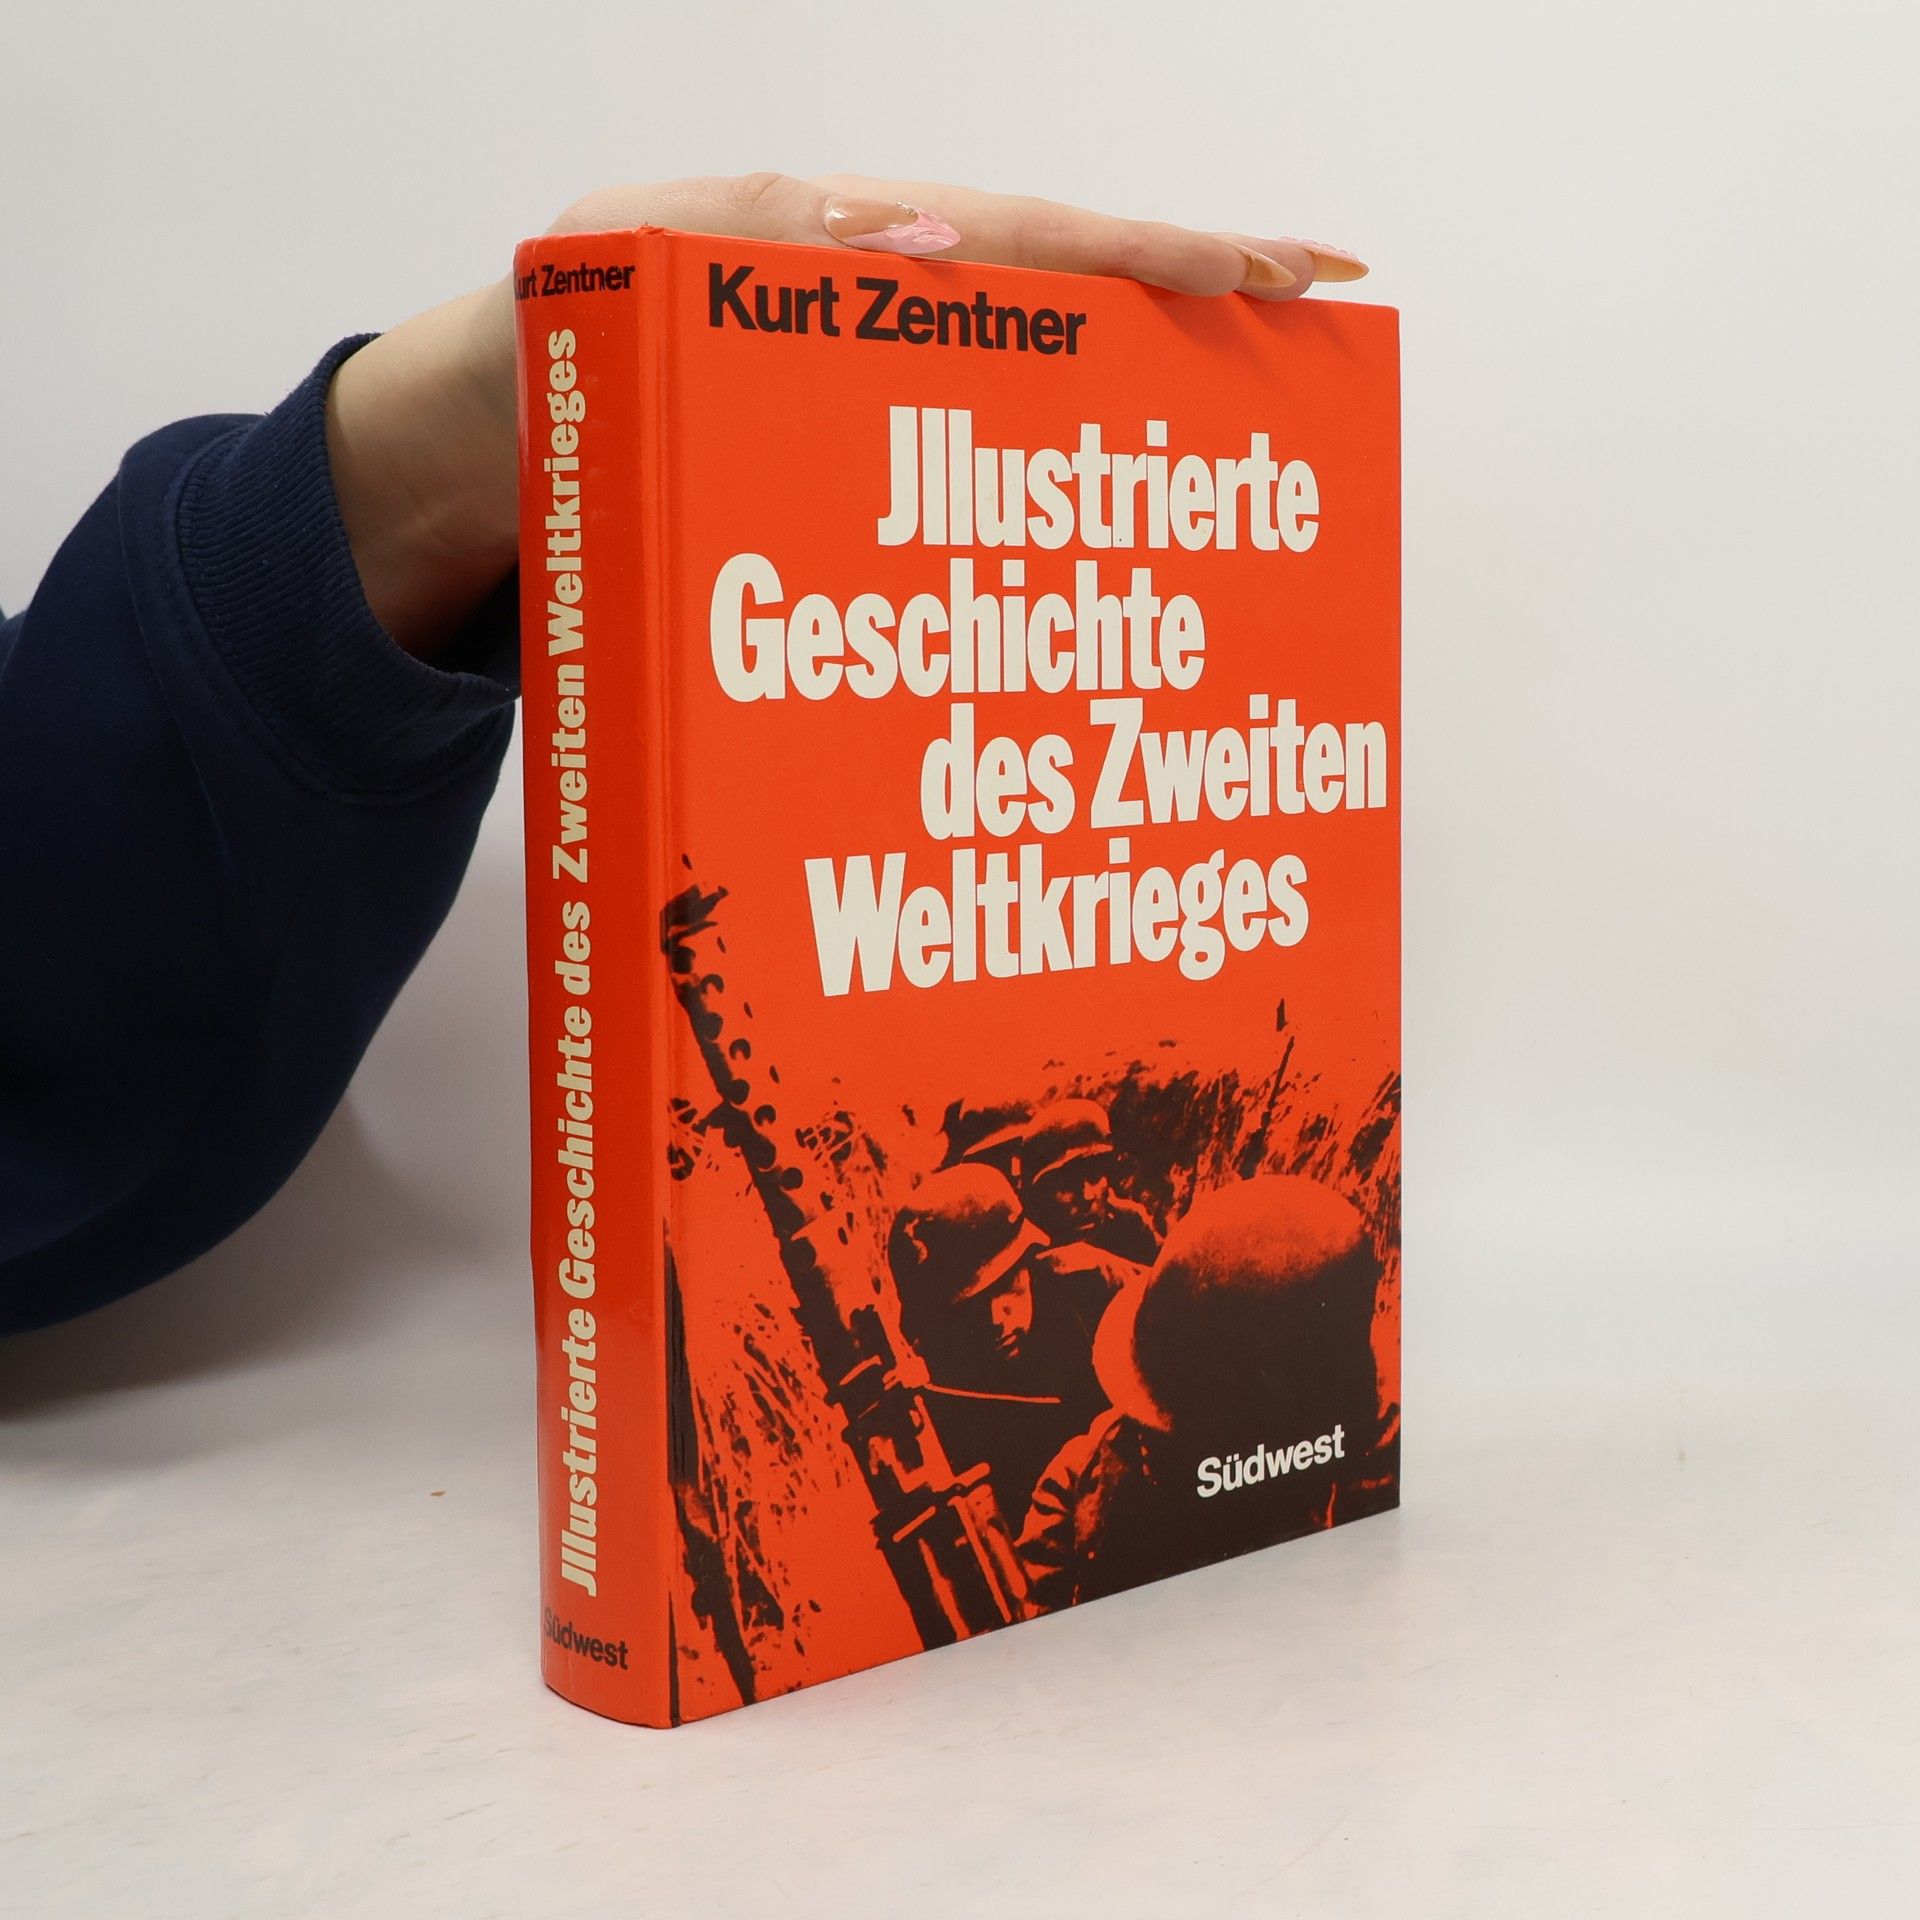 Kurt Zentner
Jllustrierte Geschichte des Zweiten Weltkrieges
Südwest
Kurt Zentner
Jllustrierte
Geschichte
des Zweiten
Weltkrieges
Südwest